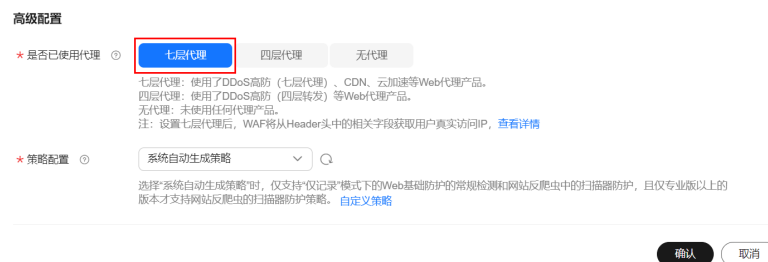 高级配置
* 是否已使用代理 ? 七层代理 四层代理 无代理
七层代理：使用了DDoS高防（七层代理）、CDN、云加速等Web代理产品。
四层代理：使用了DDoS高防（四层转发）等Web代理产品。
无代理：未使用任何代理产品。
注：设置七层代理后，WAF将从Header头中的相关字段获取用户真实访问IP，查看详情
* 策略配置 ? 系统自动生成策略
选择“系统自动生成策略”时，仅支持“仅记录”模式下的Web基础防护的常规检测和网站反爬虫中的扫描器防护，且仅专业版以上的
版本才支持网站反爬虫的扫描器防护策略。 自定义策略
确认 取消